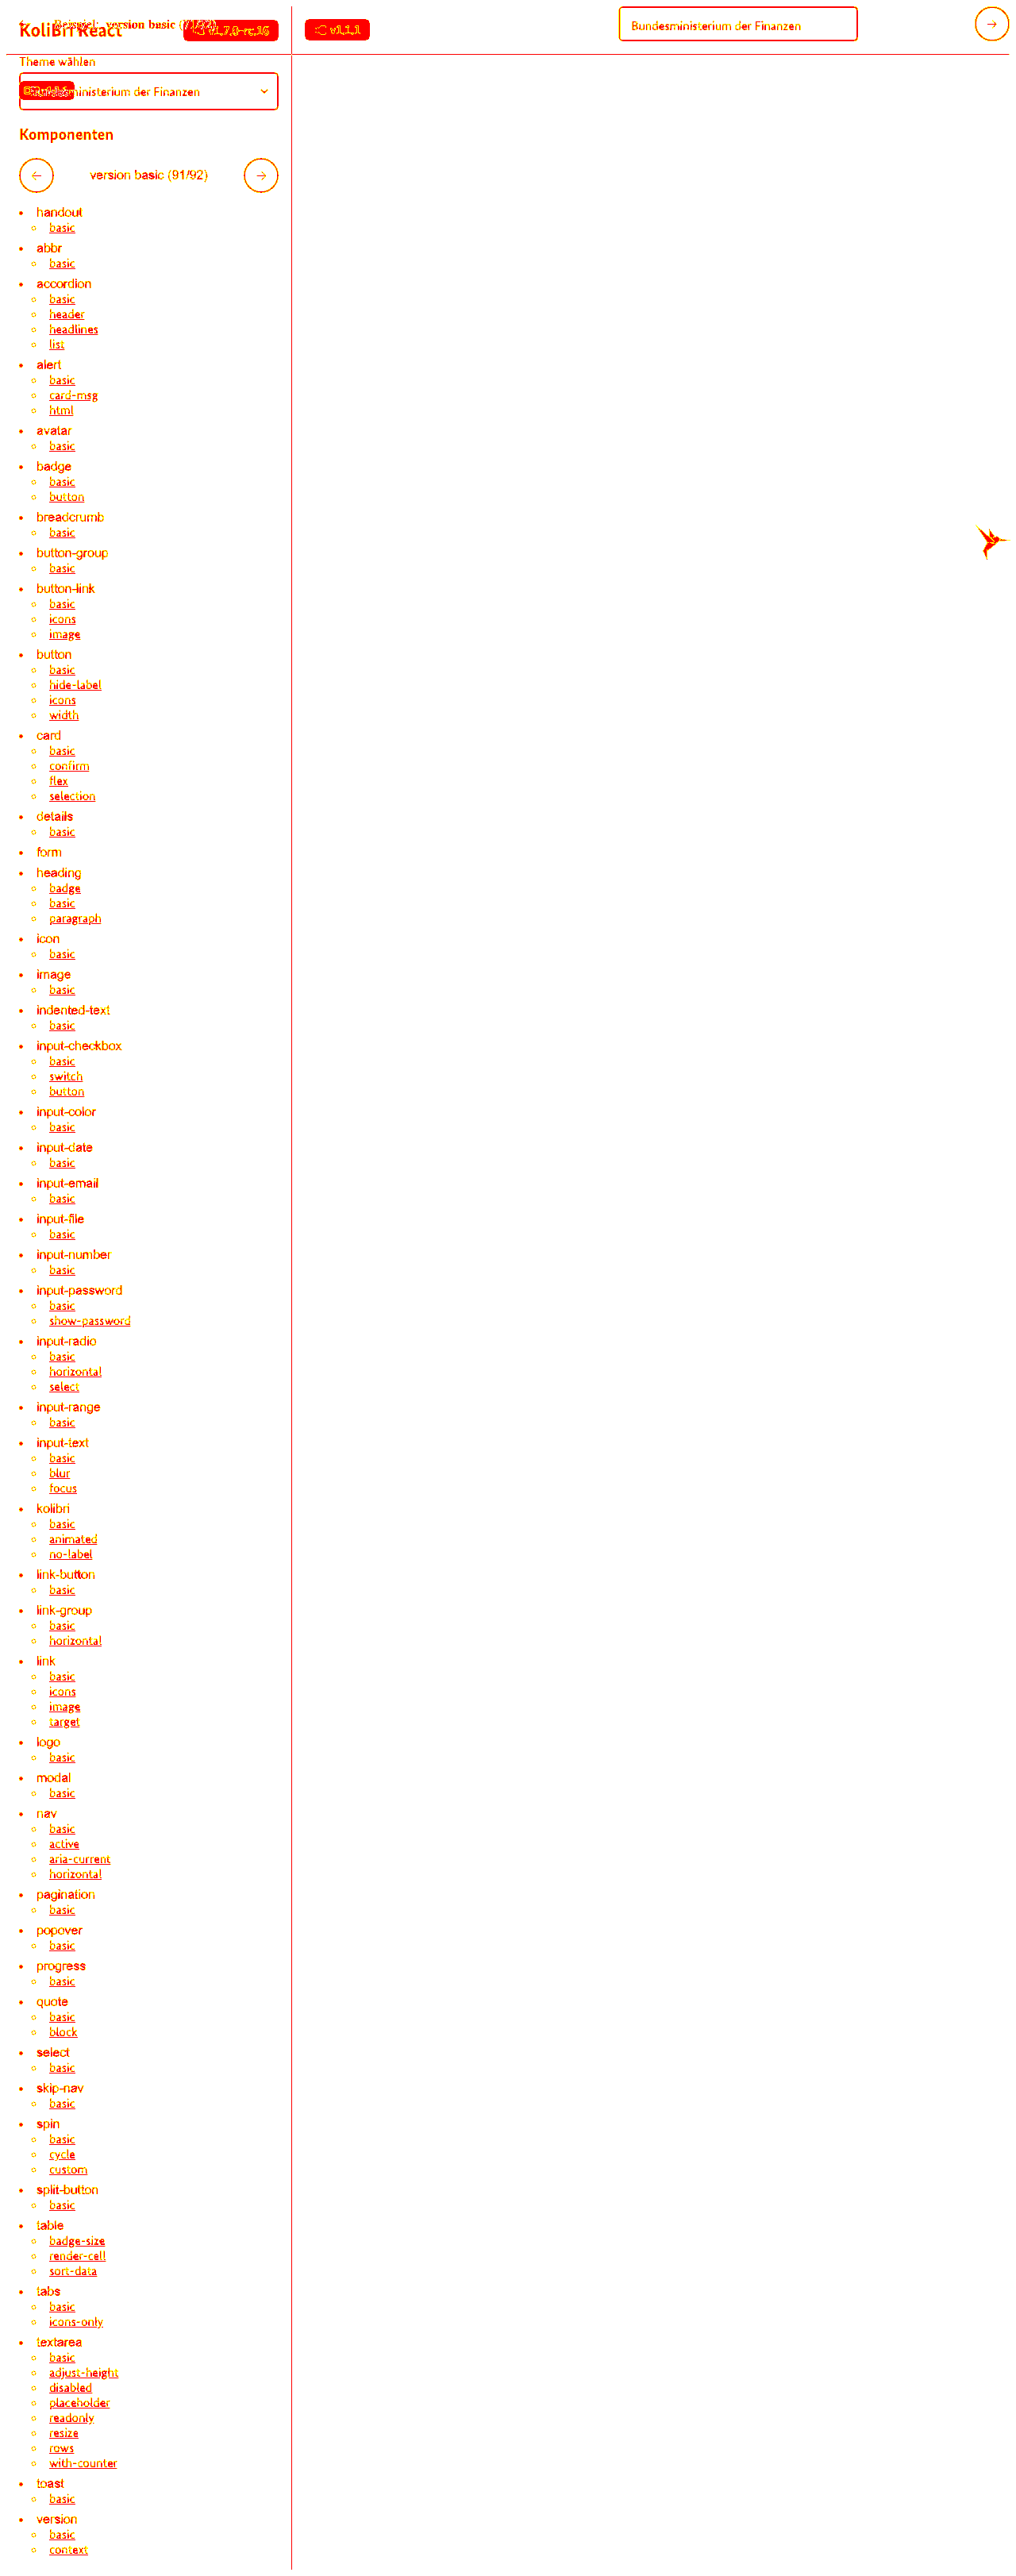 KoliBri React
Beispiel: version basic (91/92)
v1.7.0-rc.16
v1.1.1
Bundesministerium der Finanzen
Theme wählen
Bundesministerium der Finanzen
Komponenten
version basic (91/92)
handout
basic
abbr
basic
accordion
basic
header
headlines
list
alert
basic
card-msg
html
avatar
basic
badge
basic
button
breadcrumb
basic
button-group
basic
button-link
basic
icons
image
button
basic
hide-label
icons
width
card
basic
confirm
flex
selection
details
basic
form
heading
badge
basic
paragraph
icon
basic
image
basic
indented-text
basic
input-checkbox
basic
switch
button
input-color
basic
input-date
basic
input-email
basic
input-file
basic
input-number
basic
input-password
basic
show-password
input-radio
basic
horizontal
select
input-range
basic
input-text
basic
blur
focus
kolibri
basic
animated
no-label
link-button
basic
link-group
basic
horizontal
link
basic
icons
image
target
logo
basic
modal
basic
nav
basic
active
aria-current
horizontal
pagination
basic
popover
basic
progress
basic
quote
basic
block
select
basic
skip-nav
basic
spin
basic
cycle
custom
split-button
basic
table
badge-size
render-cell
sort-data
tabs
basic
icons-only
textarea
basic
adjust-height
disabled
placeholder
readonly
resize
rows
with-counter
toast
basic
version
basic
context